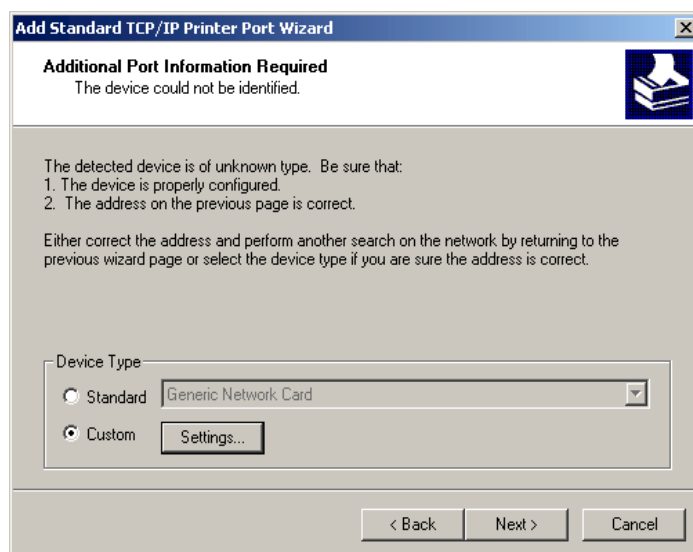 Add Standard TCP/IP Printer Port Wizard
Additional Port Information Required
The device could not be identified.
The detected device is of unknown type.  Be sure that:
1. The device is properly configured.
2.  The address on the previous page is correct.
Either correct the address and perform another search on the network by returning to the
previous wizard page or select the device type if you are sure the address is correct.
Device Type
Standard Generic Network Card
Custom Settings...
< Back Next > Cancel